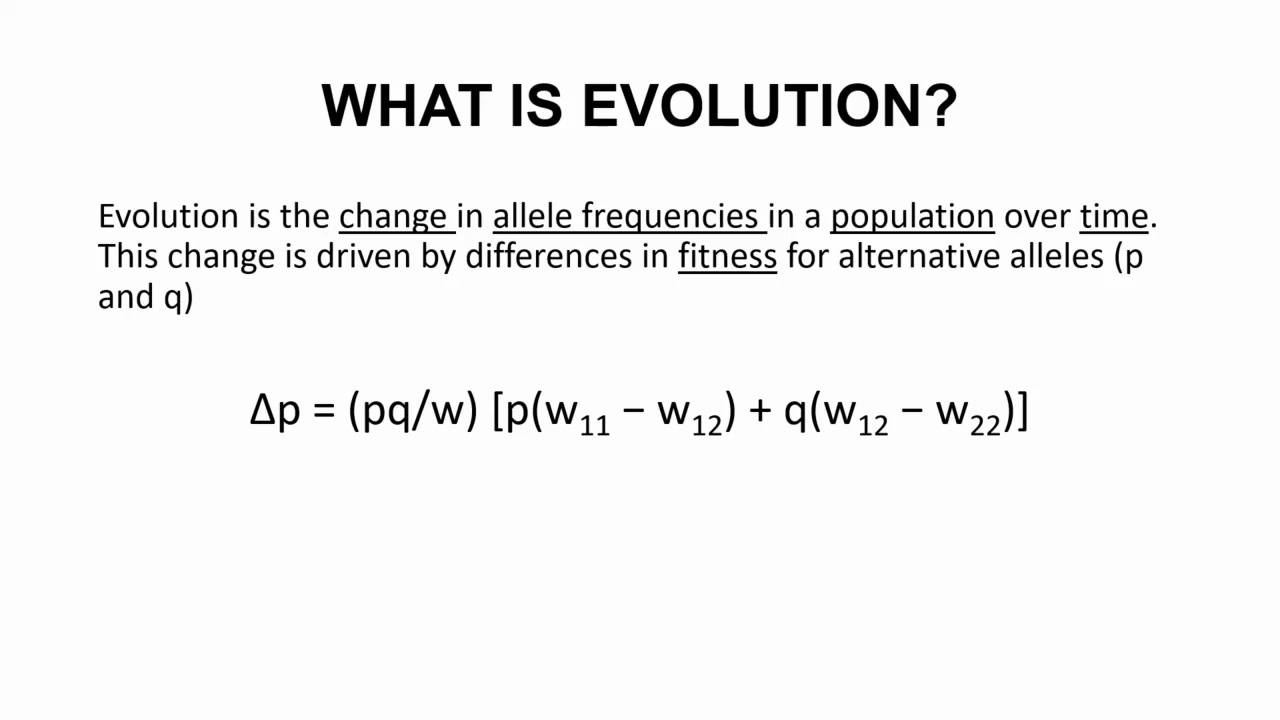 WHAT IS EVOLUTION?
Evolution is the change in allele frequencies in a population over time.
This change is driven by differences in fitness for alternative alleles (p
and q)
Δp = (pq/w) [p(w₁₁ − w₁₂) + q(w₁₂ − w₂₂)]